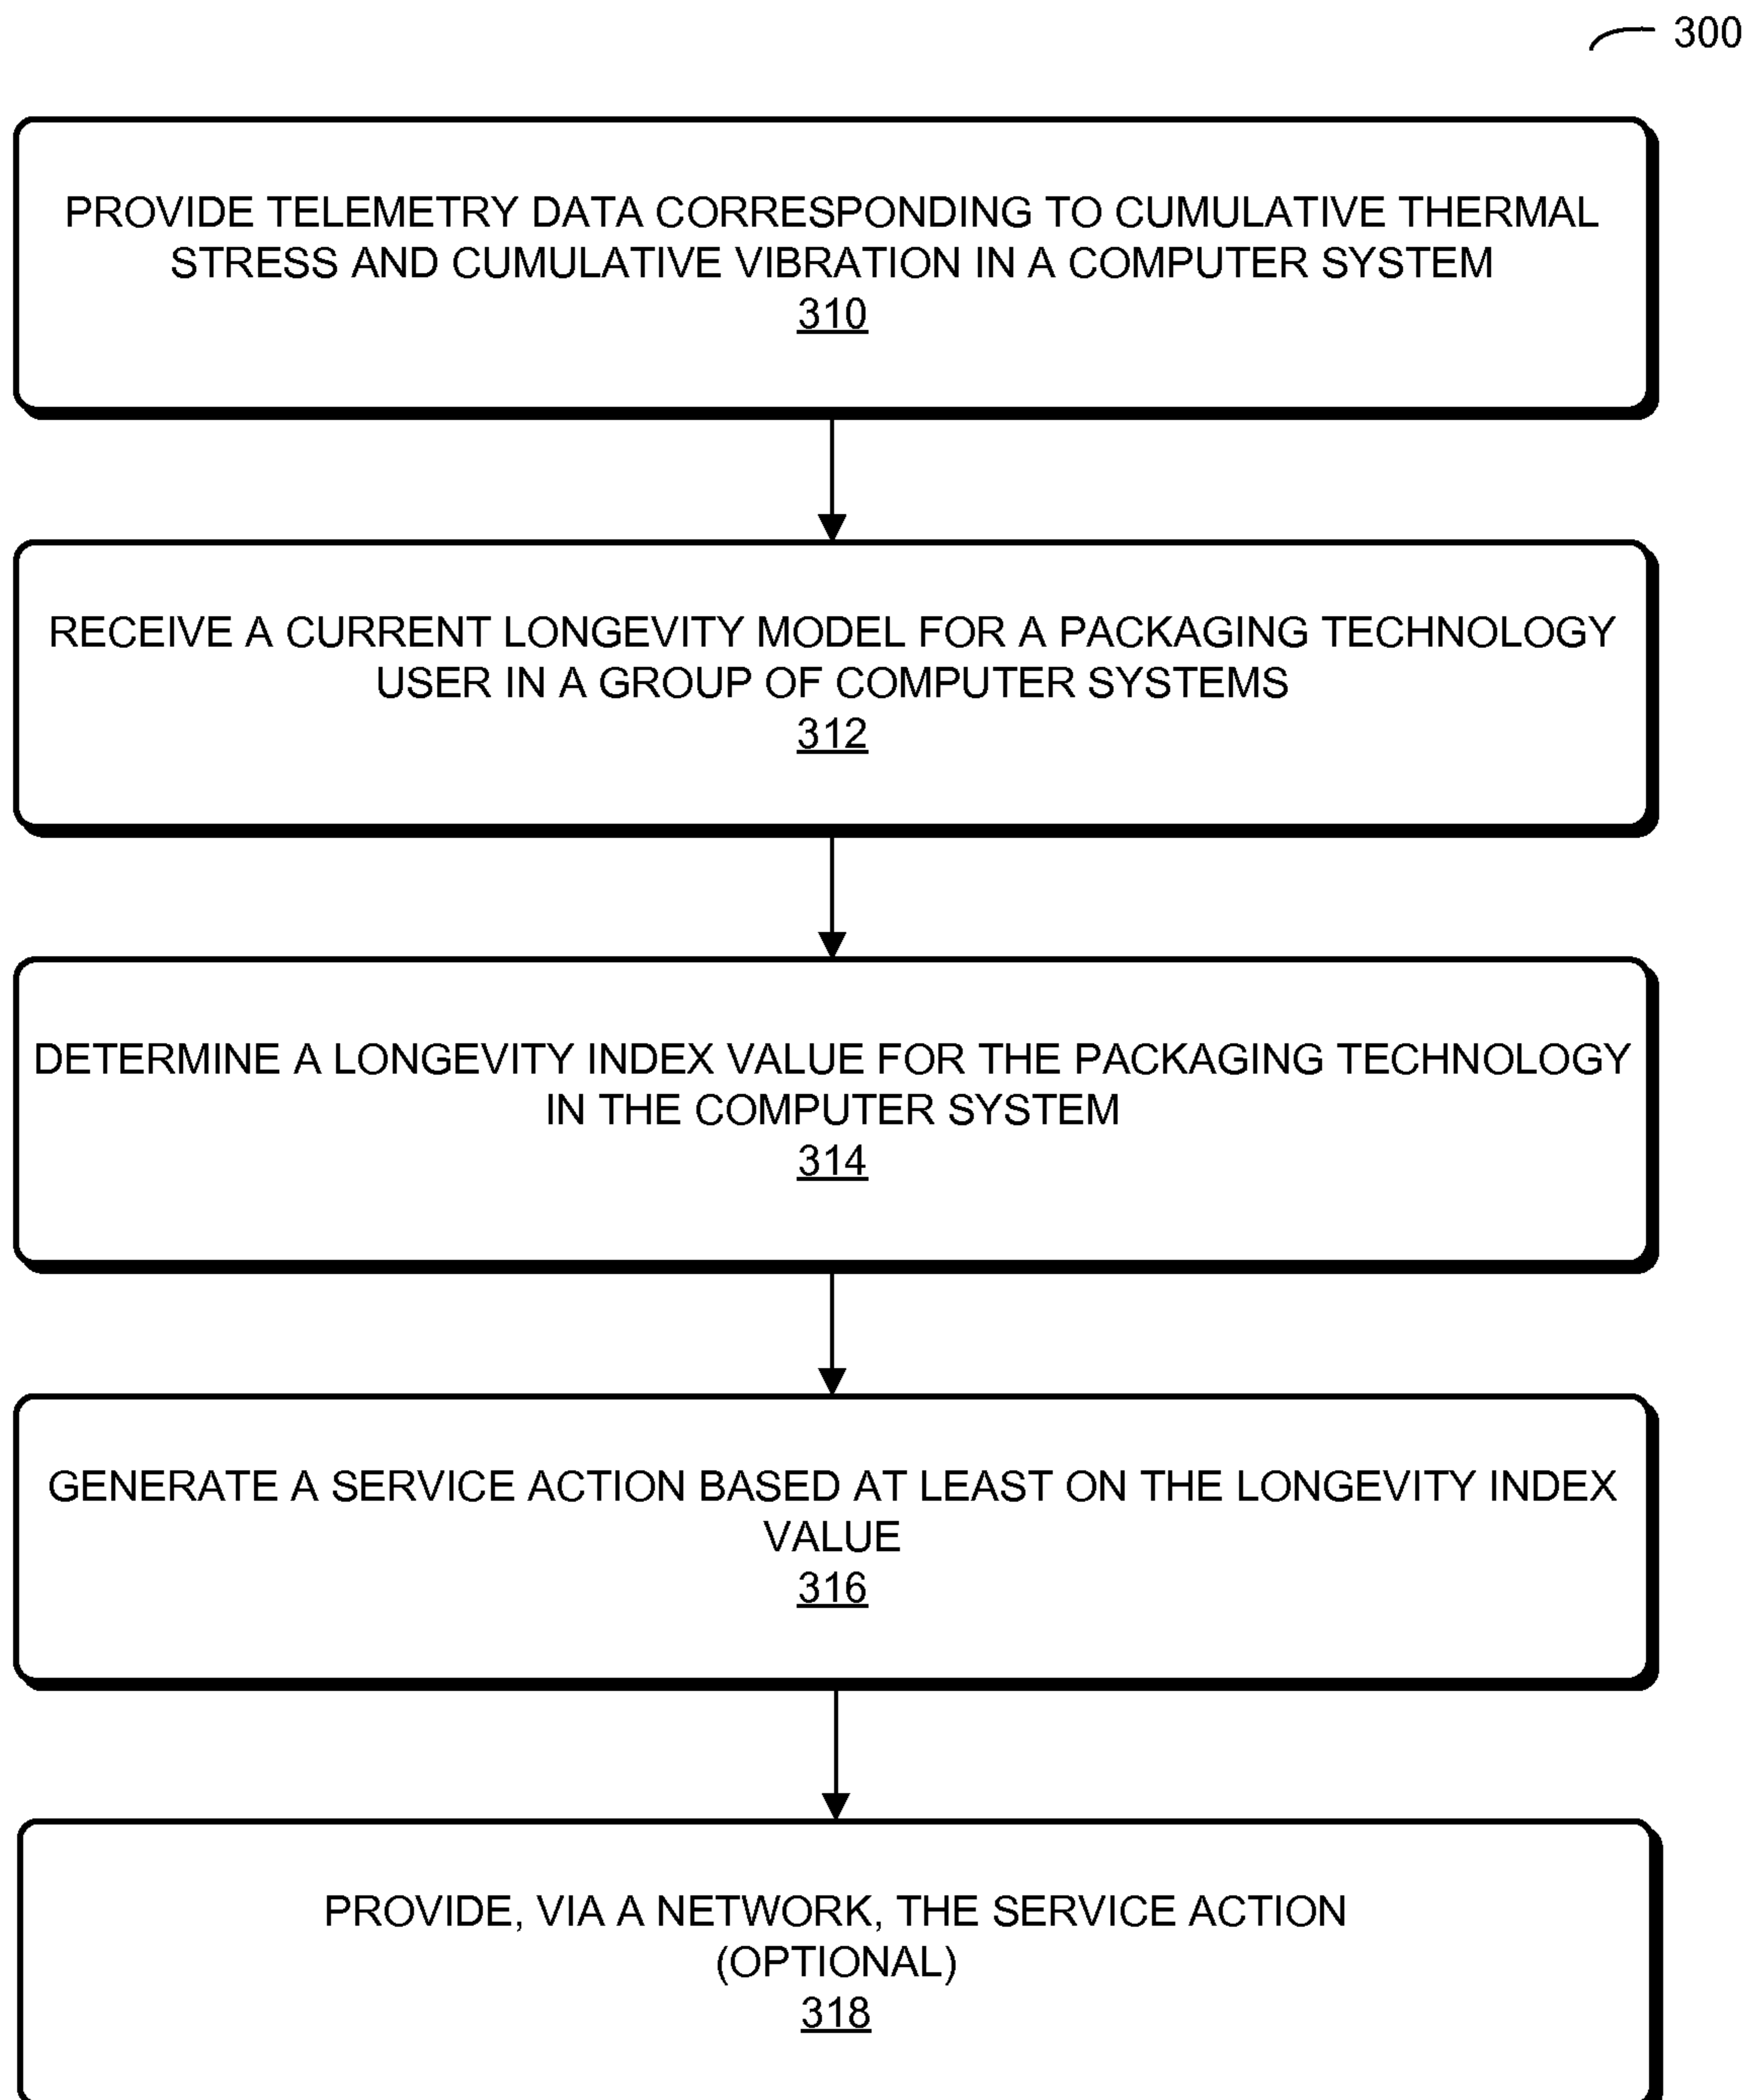 300
PROVIDE TELEMETRY DATA CORRESPONDING TO CUMULATIVE THERMAL
STRESS AND CUMULATIVE VIBRATION IN A COMPUTER SYSTEM
310
RECEIVE A CURRENT LONGEVITY MODEL FOR A PACKAGING TECHNOLOGY
USER IN A GROUP OF COMPUTER SYSTEMS
312
DETERMINE A LONGEVITY INDEX VALUE FOR THE PACKAGING TECHNOLOGY
IN THE COMPUTER SYSTEM
314
GENERATE A SERVICE ACTION BASED AT LEAST ON THE LONGEVITY INDEX
VALUE
316
PROVIDE, VIA A NETWORK, THE SERVICE ACTION
(OPTIONAL)
318